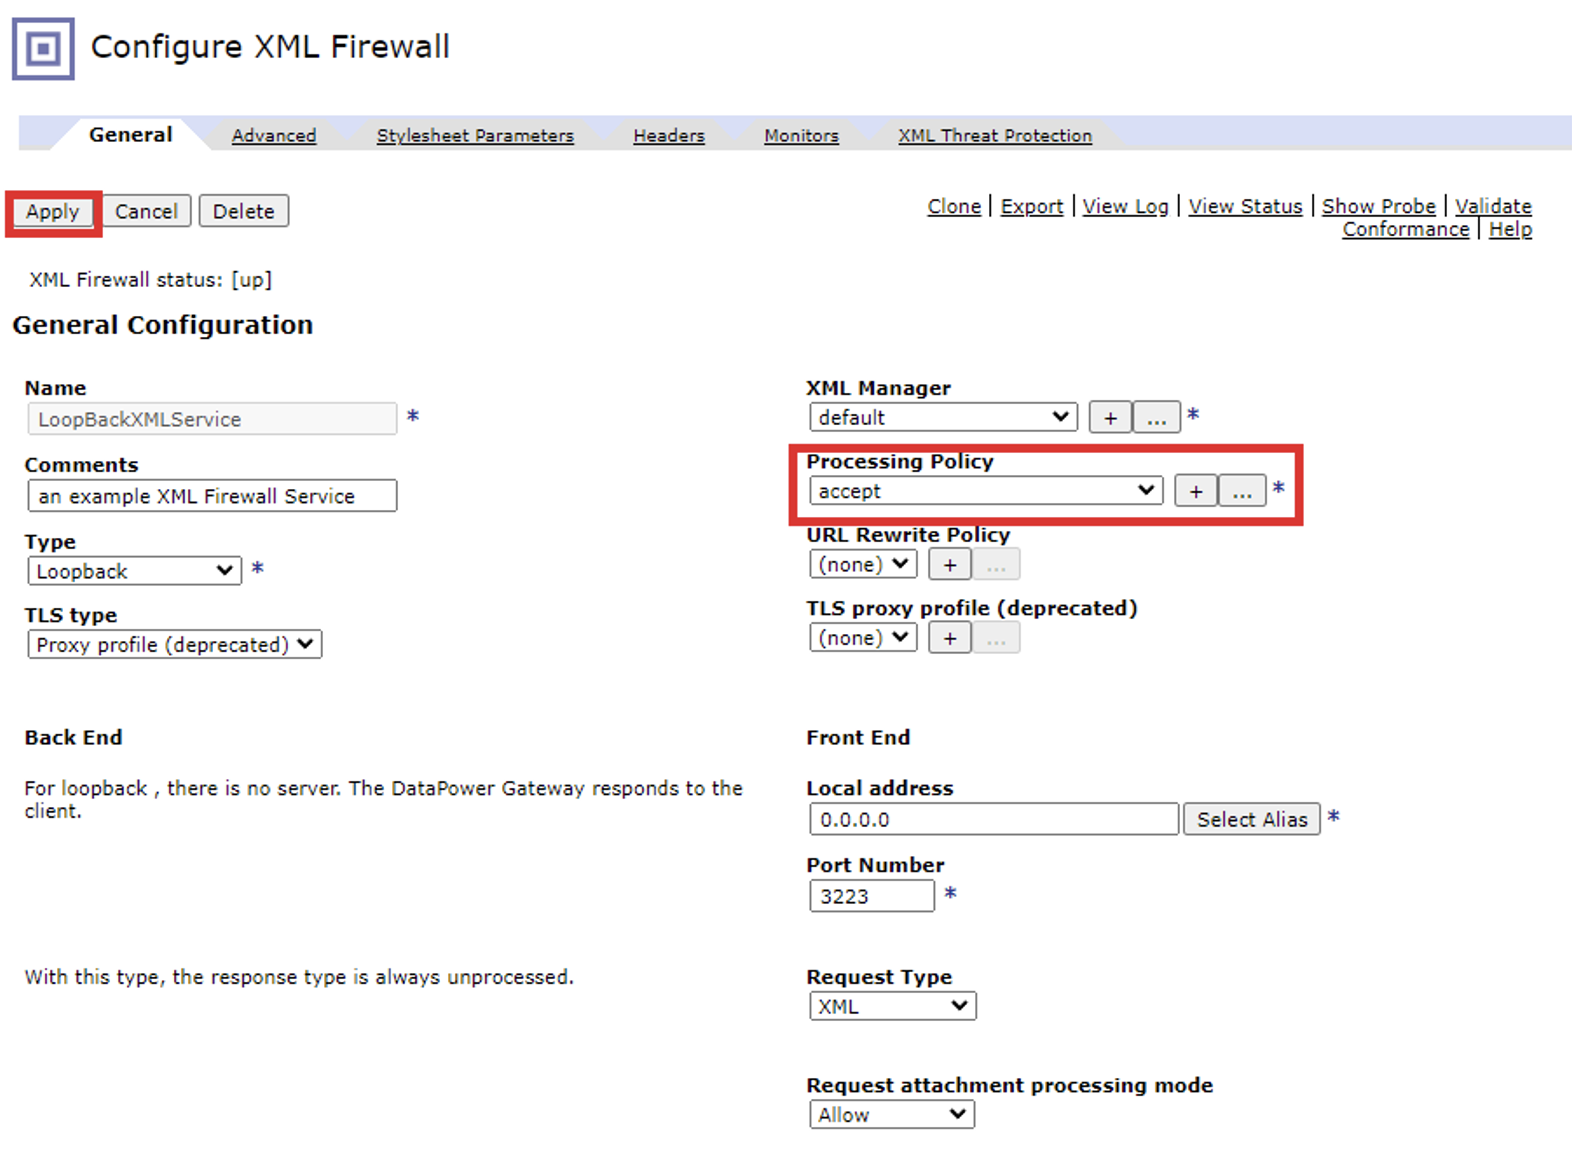 Configure XML Firewall
General Advanced Stylesheet Parameters Headers Monitors XML Threat Protection
Apply Cancel Delete
Clone | Export | View Log | View Status | Show Probe | Validate
Conformance | Help
XML Firewall status: [up]
General Configuration
Name
LoopBackXMLService *
Comments
an example XML Firewall Service
Type
Loopback *
TLS type
Proxy profile (deprecated)
XML Manager
default + ... *
Processing Policy
accept + ... *
URL Rewrite Policy
(none) + ...
TLS proxy profile (deprecated)
(none) + ...
Back End
For loopback , there is no server. The DataPower Gateway responds to the
client.
With this type, the response type is always unprocessed.
Front End
Local address
0.0.0.0 Select Alias *
Port Number
3223 *
Request Type
XML
Request attachment processing mode
Allow